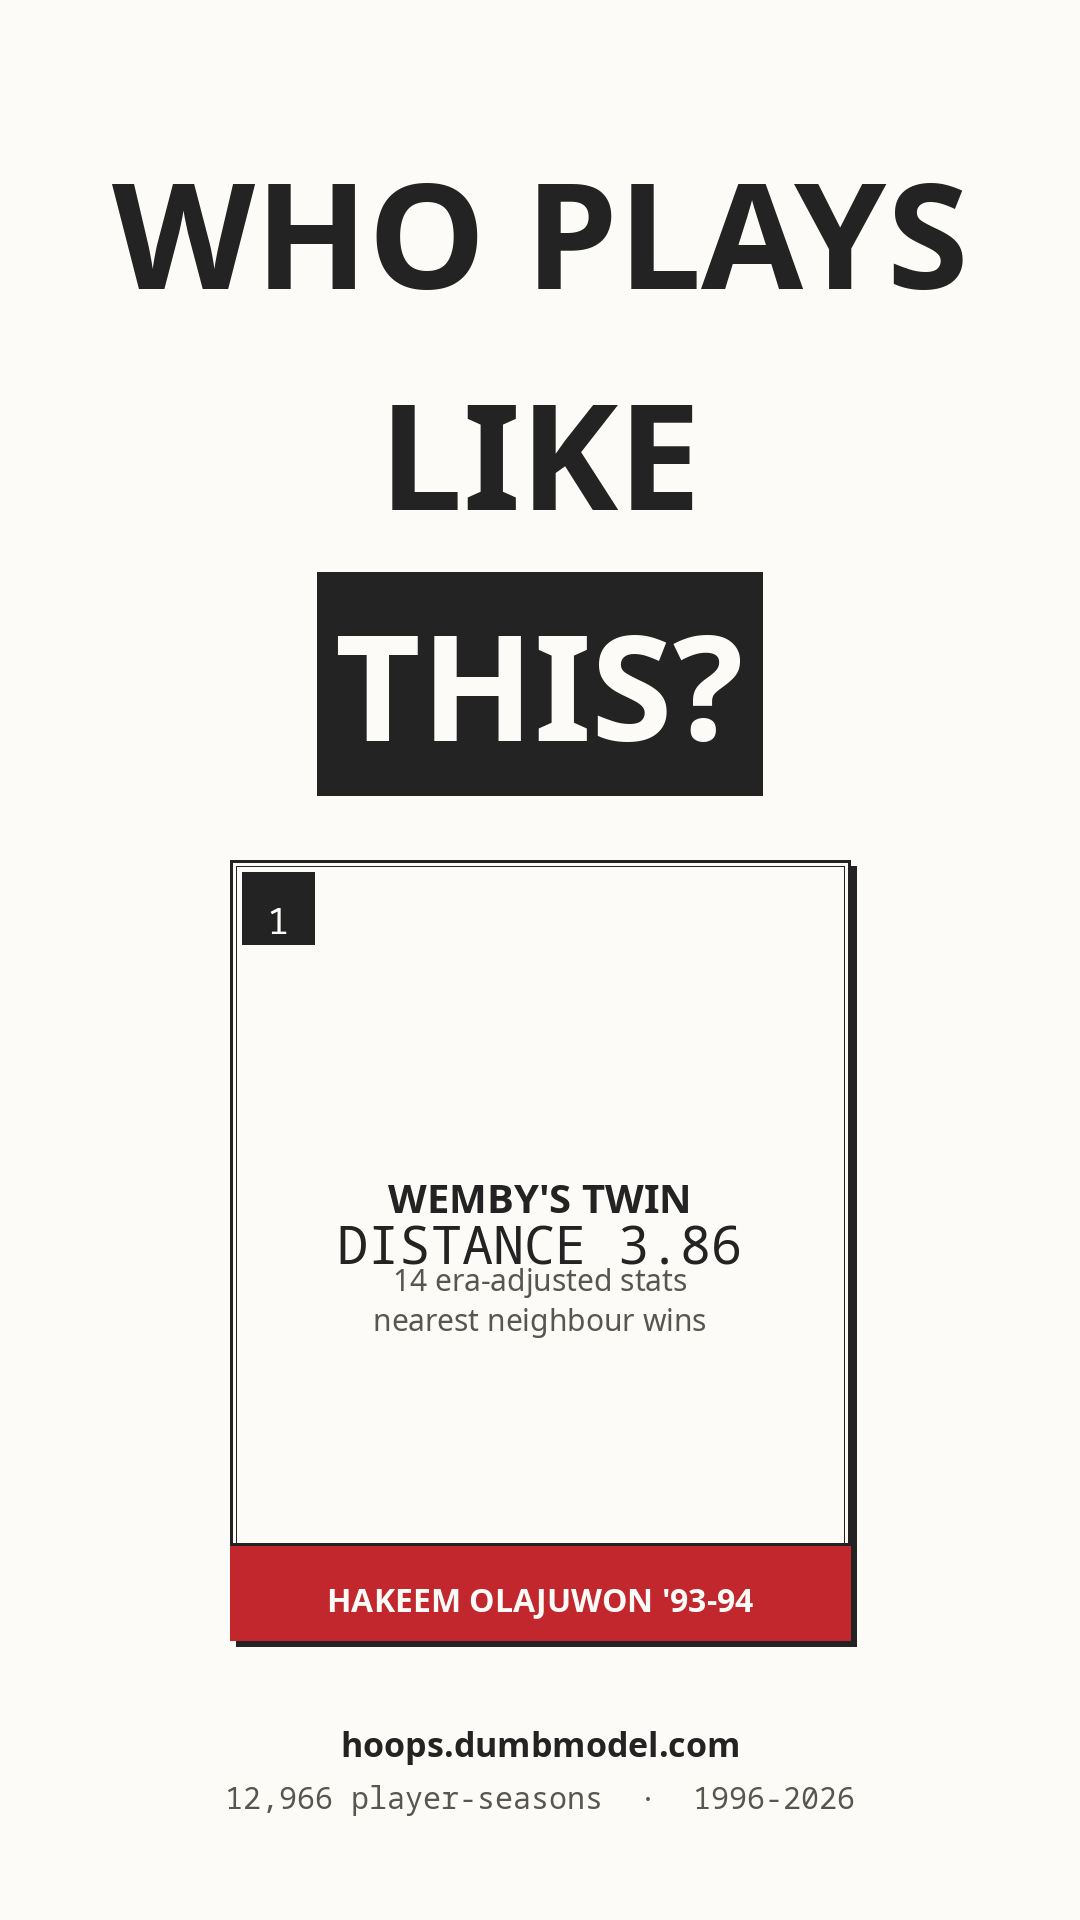 WHO PLAYS
LIKE
THIS?
1
WEMBY'S TWIN
DISTANCE 3.86
14 era-adjusted stats
nearest neighbour wins
HAKEEM OLAJUWON '93-94
hoops.dumbmodel.com
12,966 player-seasons · 1996-2026